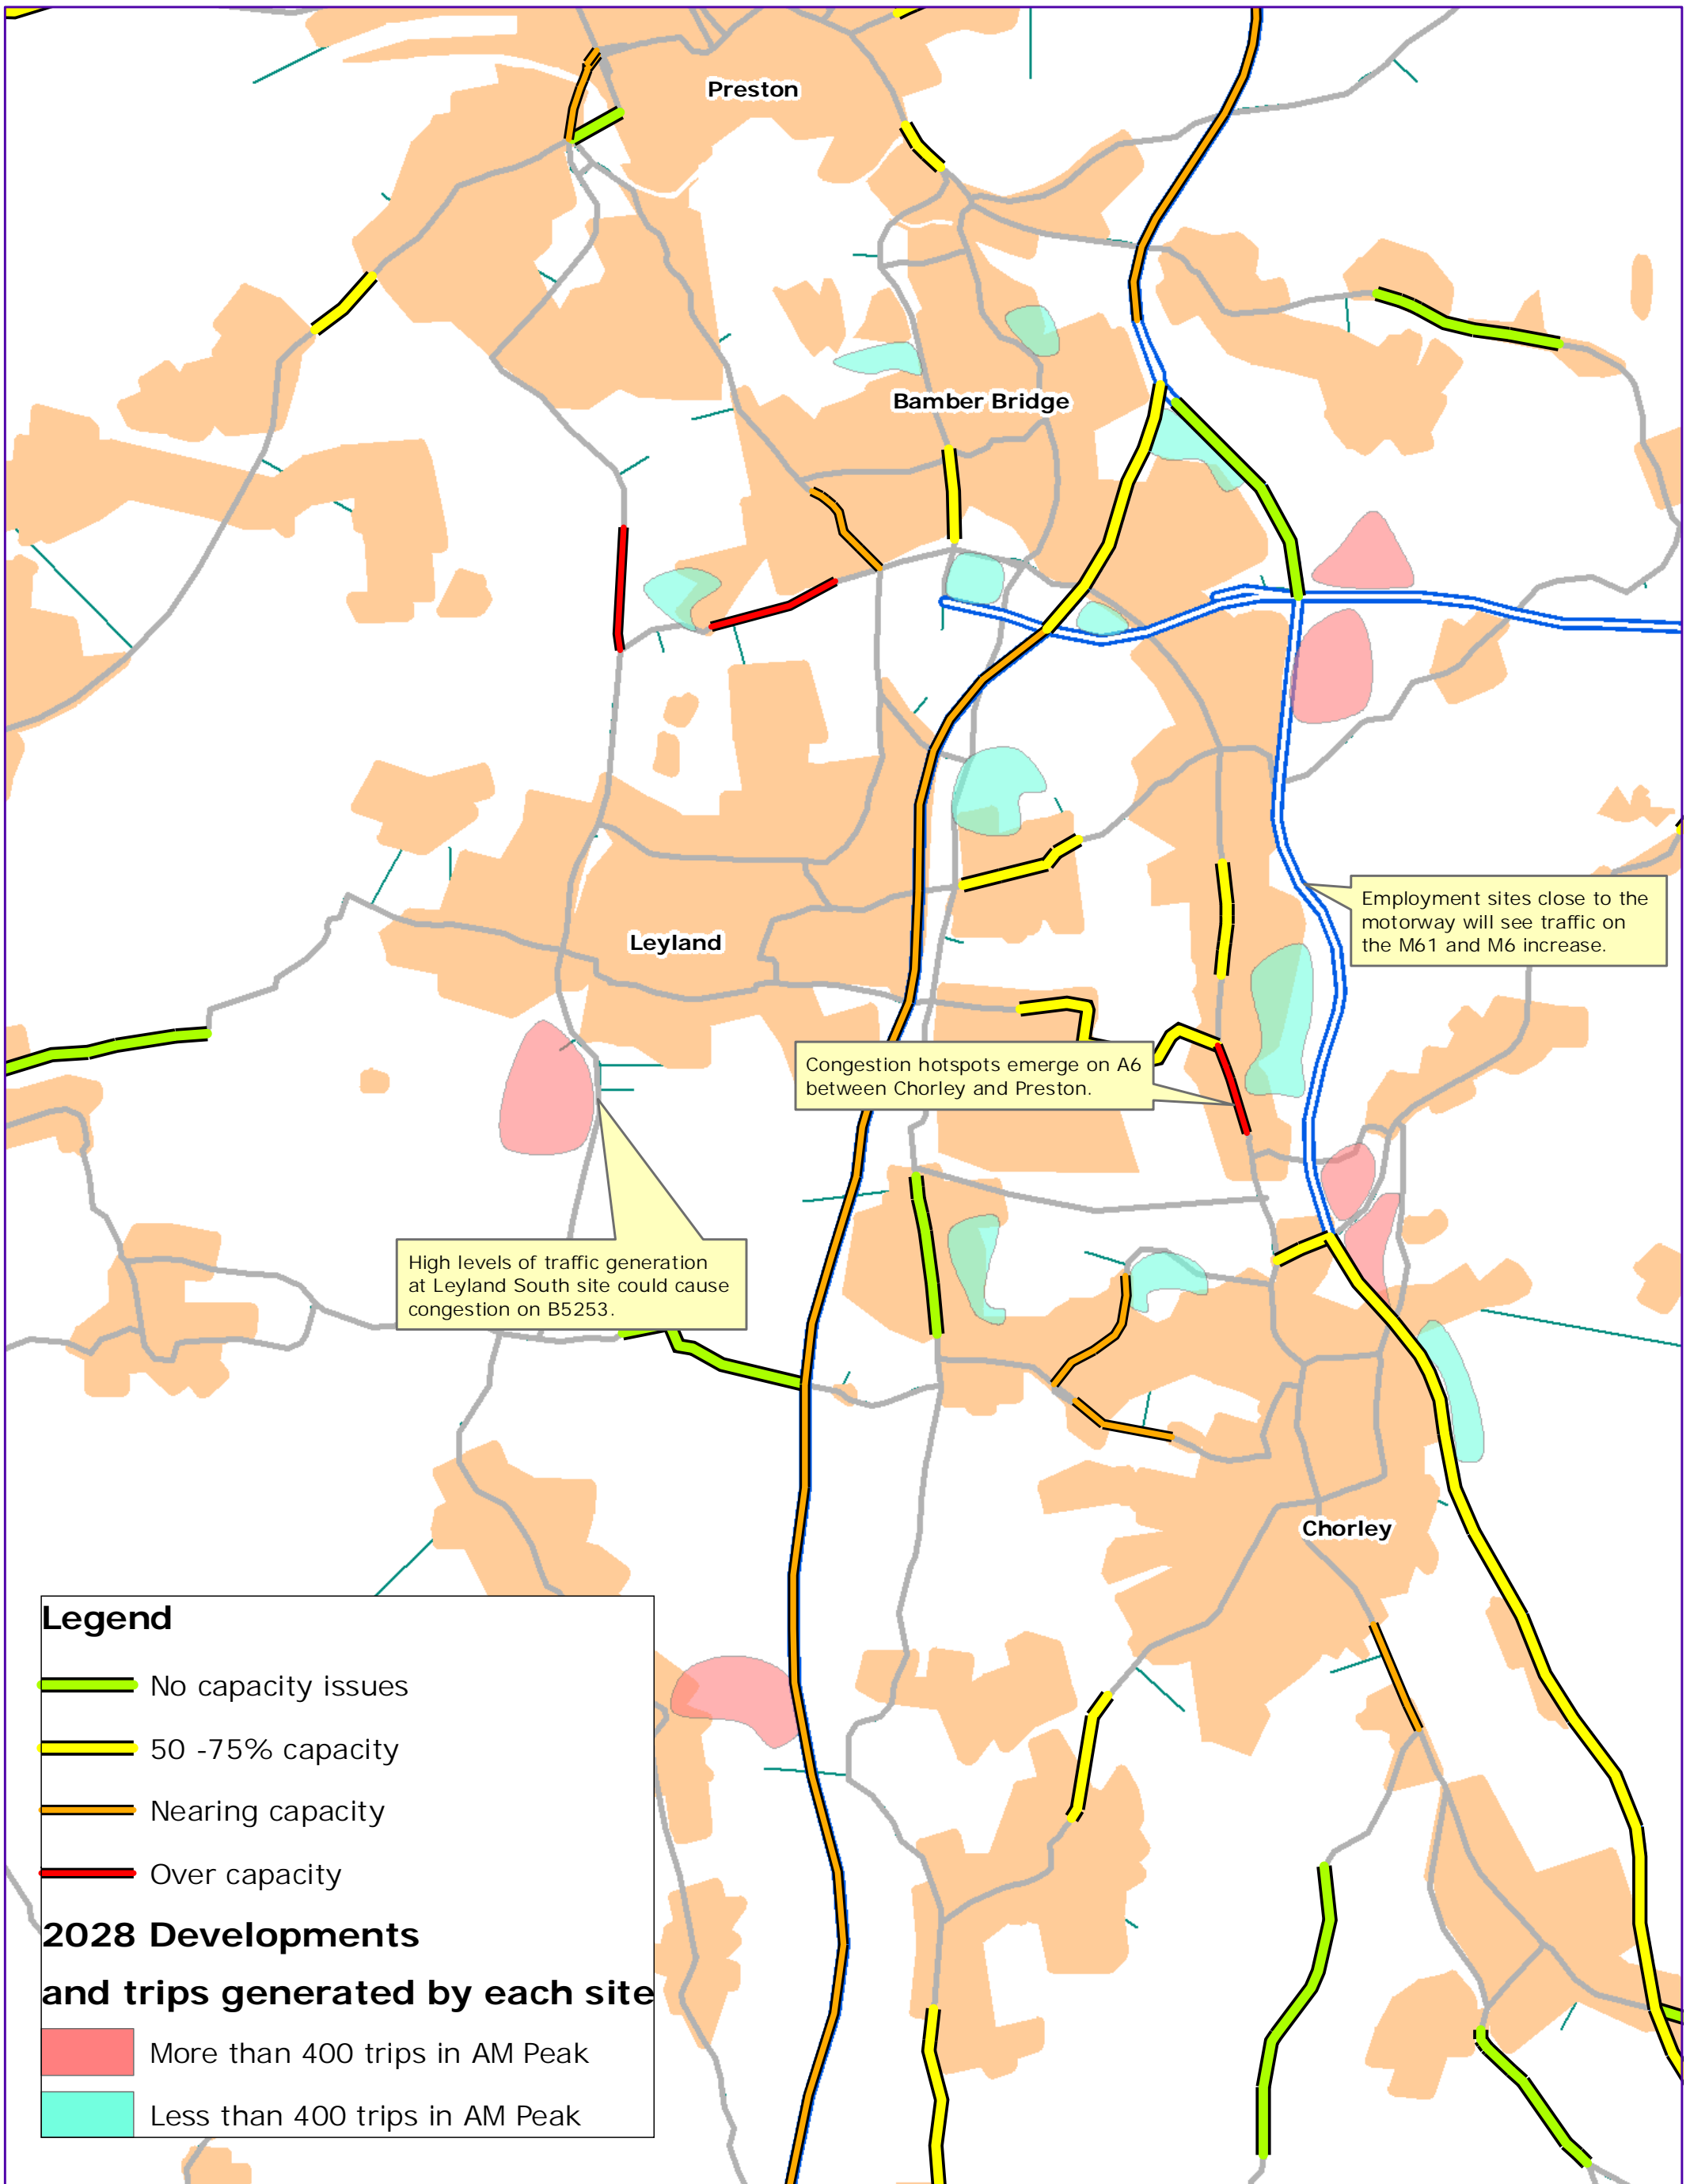 Preston
Bamber Bridge
Employment sites close to the
motorway will see traffic on
the M61 and M6 increase.
Leyland
Congestion hotspots emerge on A6
between Chorley and Preston.
High levels of traffic generation
at Leyland South site could cause
congestion on B5253.
Chorley
Legend
No capacity issues
50 -75% capacity
Nearing capacity
Over capacity
2028 Developments
and trips generated by each site
More than 400 trips in AM Peak
Less than 400 trips in AM Peak